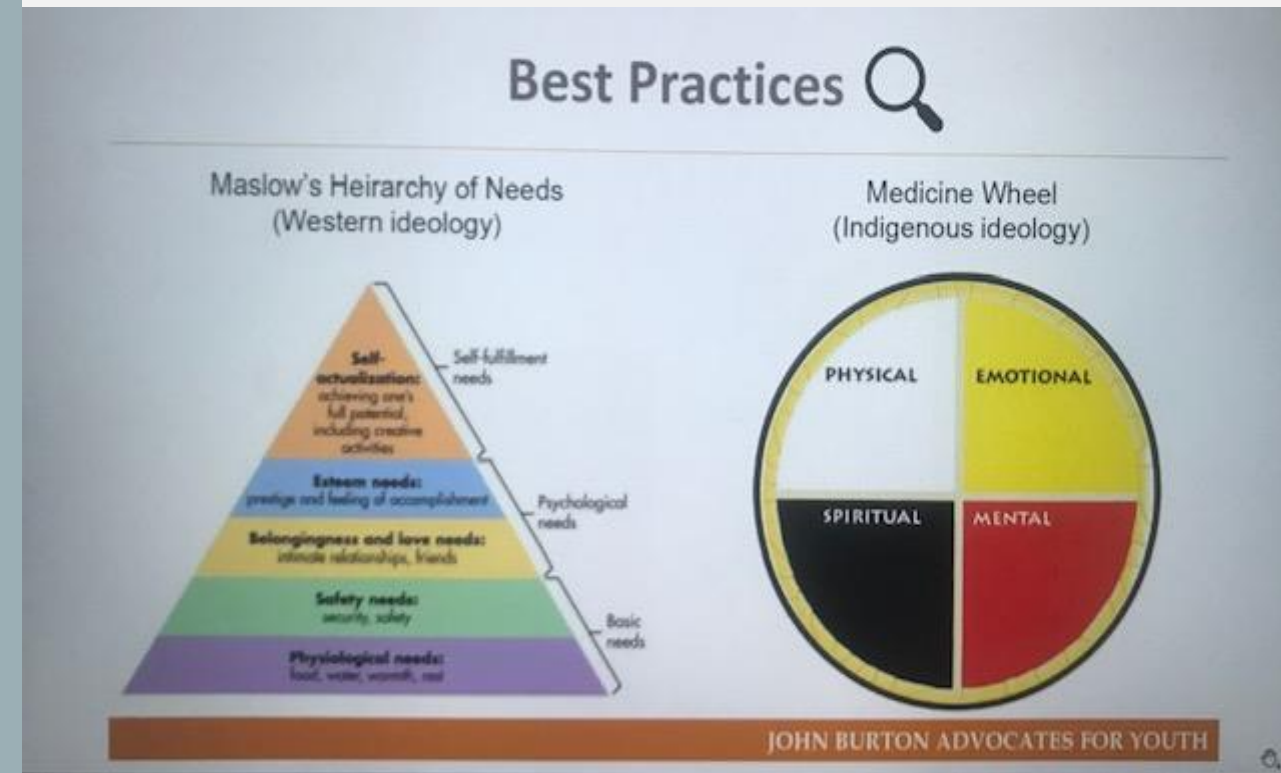 Best Practices
Maslow's Heirarchy of Needs
(Western ideology)
Self-
actualization:
achieving one's
full potential,
including creative
activities
Self-fulfillment
needs
Esteem needs:
prestige and feeling of accomplishment
Psychological
needs
Belongingness and love needs:
intimate relationships, friends
Safety needs:
security, safety
Basic
needs
Physiological needs:
food, water, warmth, rest
Medicine Wheel
(Indigenous ideology)
PHYSICAL
EMOTIONAL
SPIRITUAL
MENTAL
JOHN BURTON ADVOCATES FOR YOUTH